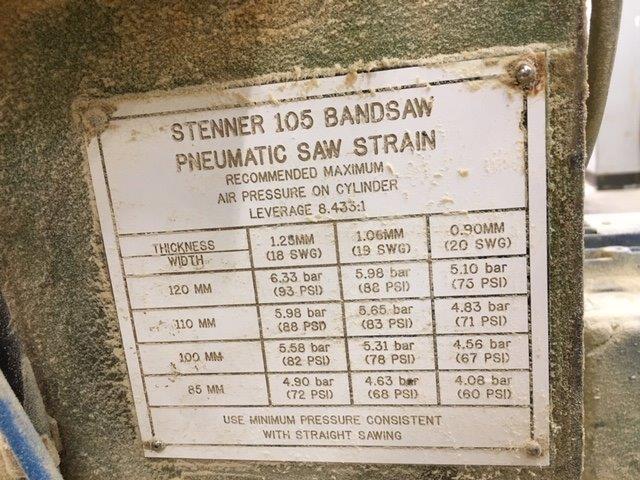 STENNER 105 BANDSAW
PNEUMATIC SAW STRAIN
RECOMMENDED MAXIMUM
AIR PRESSURE ON CYLINDER
LEVERAGE 8.433:1
THICKNESS 1.25MM 1.06MM 0.90MM
WIDTH (18 SWG) (19 SWG) (20 SWG)
120 MM 6.33 bar 5.98 bar 5.10 bar
(93 PSI) (88 PSI) (73 PSI)
110 MM 5.98 bar 5.65 bar 4.83 bar
(88 PSI) (83 PSI) (71 PSI)
100 MM 5.58 bar 5.31 bar 4.56 bar
(82 PSI) (78 PSI) (67 PSI)
85 MM 4.90 bar 4.63 bar 4.08 bar
(72 PSI) (68 PSI) (60 PSI)
USE MINIMUM PRESSURE CONSISTENT
WITH STRAIGHT SAWING